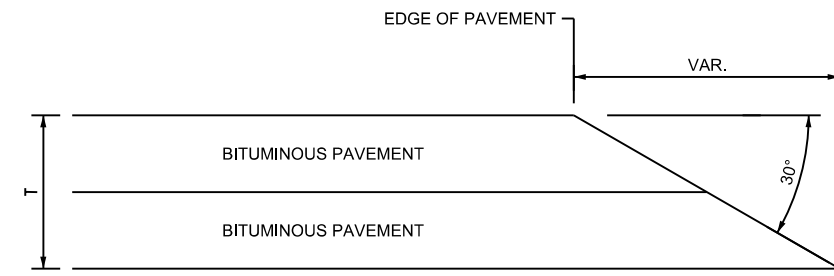 EDGE OF PAVEMENT
VAR.
BITUMINOUS PAVEMENT
T
30°
BITUMINOUS PAVEMENT